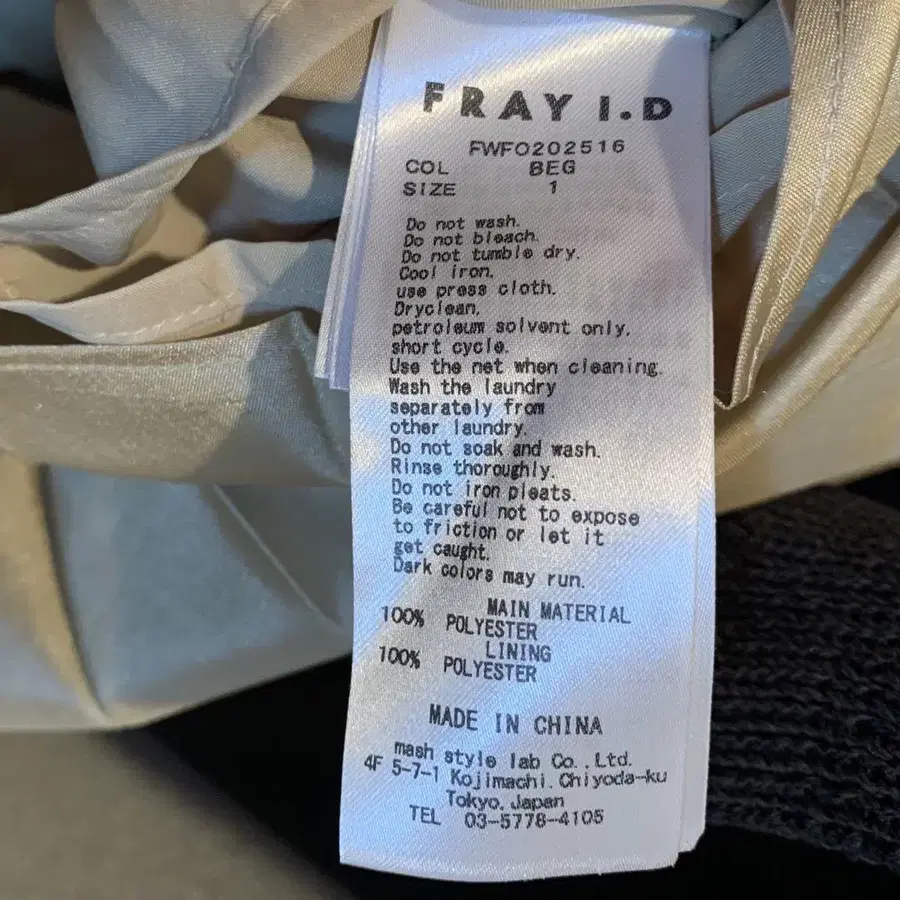 FRAY I.D
FWFO202516
COL BEG
SIZE 1
Do not wash.
Do not bleach.
Do not tumble dry.
Cool iron.
use press cloth.
Dryclean,
petroleum solvent only.
short cycle.
Use the net when cleaning.
Wash the laundry
separately from
other laundry.
Do not soak and wash.
Rinse thoroughly.
Do not iron pleats.
Be careful not to expose
to friction or let it
get caught.
Dark colors may run.
MAIN MATERIAL
100% POLYESTER
LINING
100% POLYESTER
MADE IN CHINA
mash style lab Co.,Ltd.
4F 5-7-1 Kojimachi.Chiyoda-ku
Tokyo,Japan
TEL 03-5778-4105